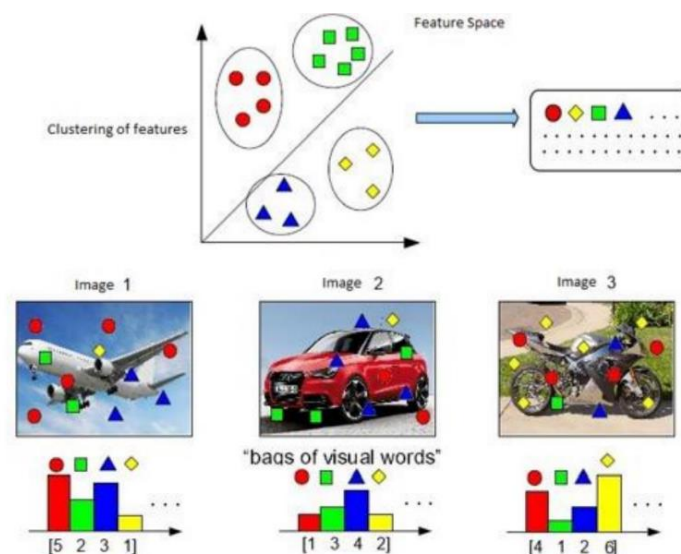 Feature Space
Clustering of features
Image 1
Image 2
Image 3
"bags of visual words"
[5 2 3 1]
[1 3 4 2]
[4 1 2 6]